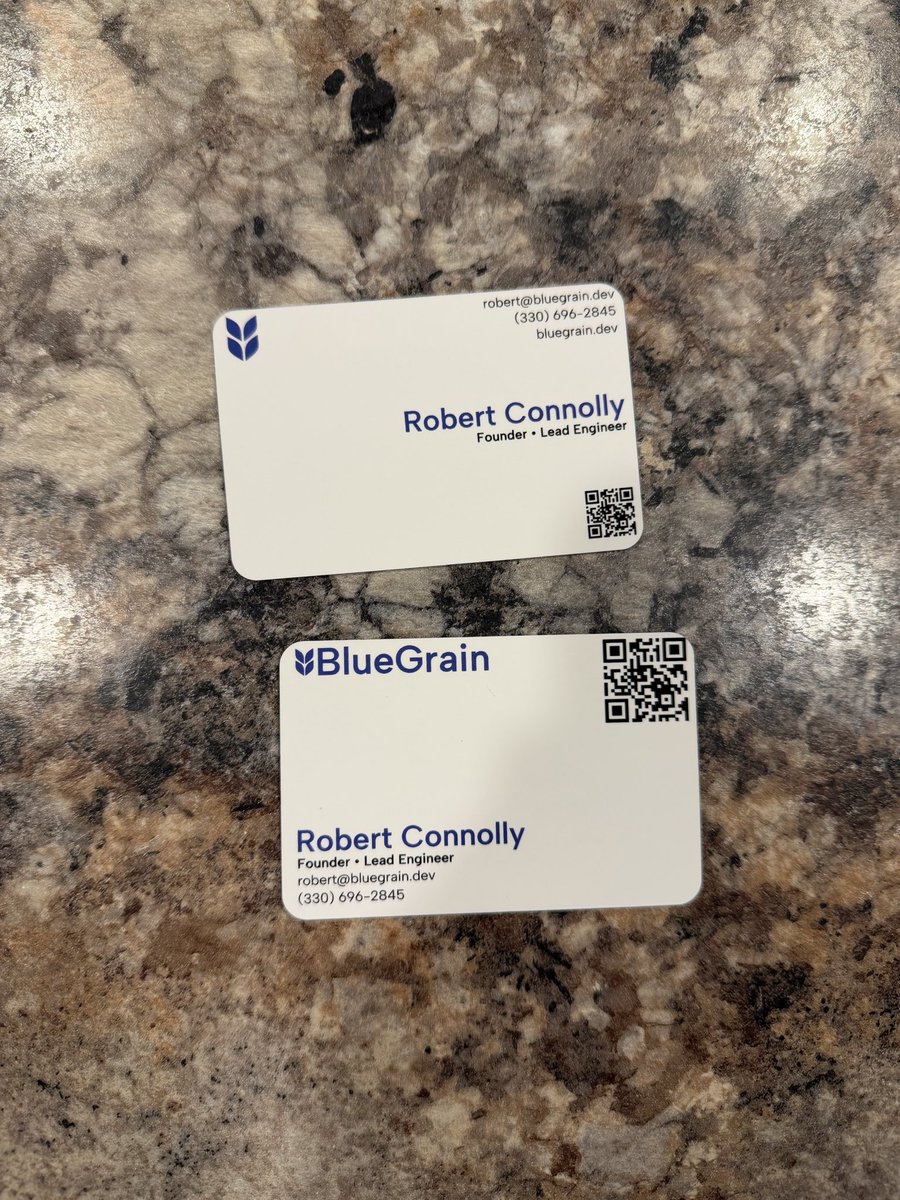 robert@bluegrain.dev
(330) 696-2845
bluegrain.dev
Robert Connolly
Founder • Lead Engineer
BlueGrain
Robert Connolly
Founder • Lead Engineer
robert@bluegrain.dev
(330) 696-2845